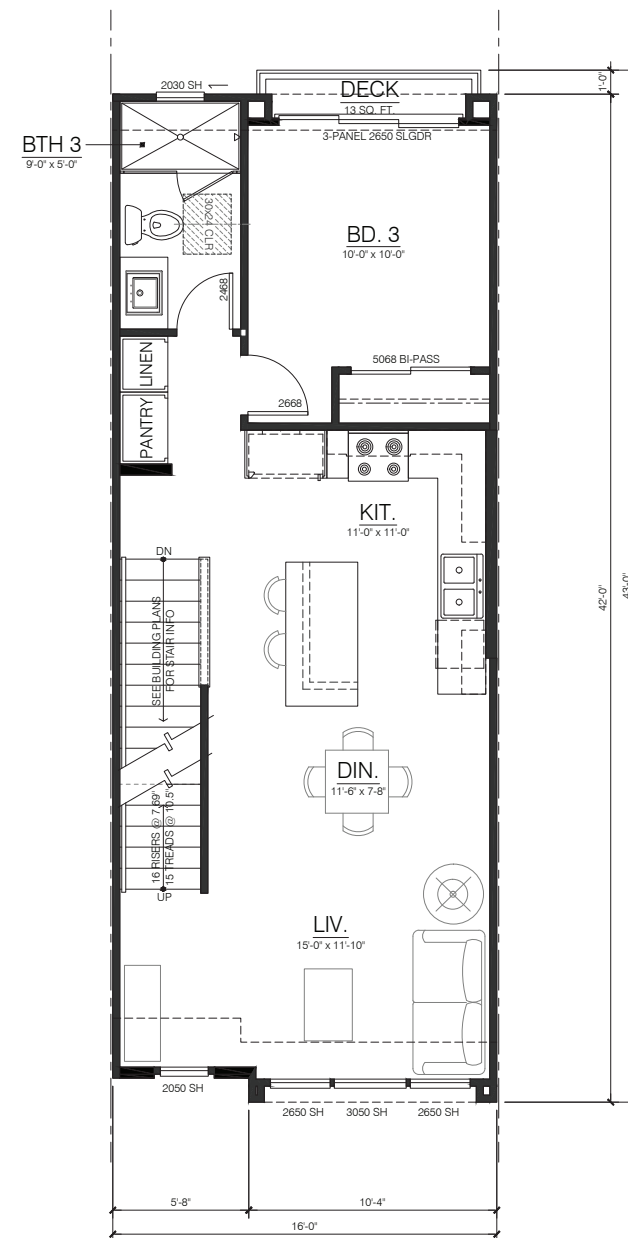 2030 SH
DECK
13 SQ. FT.
1'-0"
3-PANEL 2650 SLGDR
BTH 3
9'-0" x 5'-0"
30/24 CLR
BD. 3
10'-0" x 10'-0"
2468
LINEN
5068 BI-PASS
PANTRY
2668
KIT.
11'-0" x 11'-0"
DN
SEE BUILDING PLANS
FOR STAIR INFO
42'-0"
43'-0"
DIN.
11'-6" x 7'-8"
16 RISERS @ 7.69"
15 TREADS @ 10.5"
UP
LIV.
15'-0" x 11'-10"
2050 SH
2650 SH
3050 SH
2650 SH
5'-8"
10'-4"
16'-0"